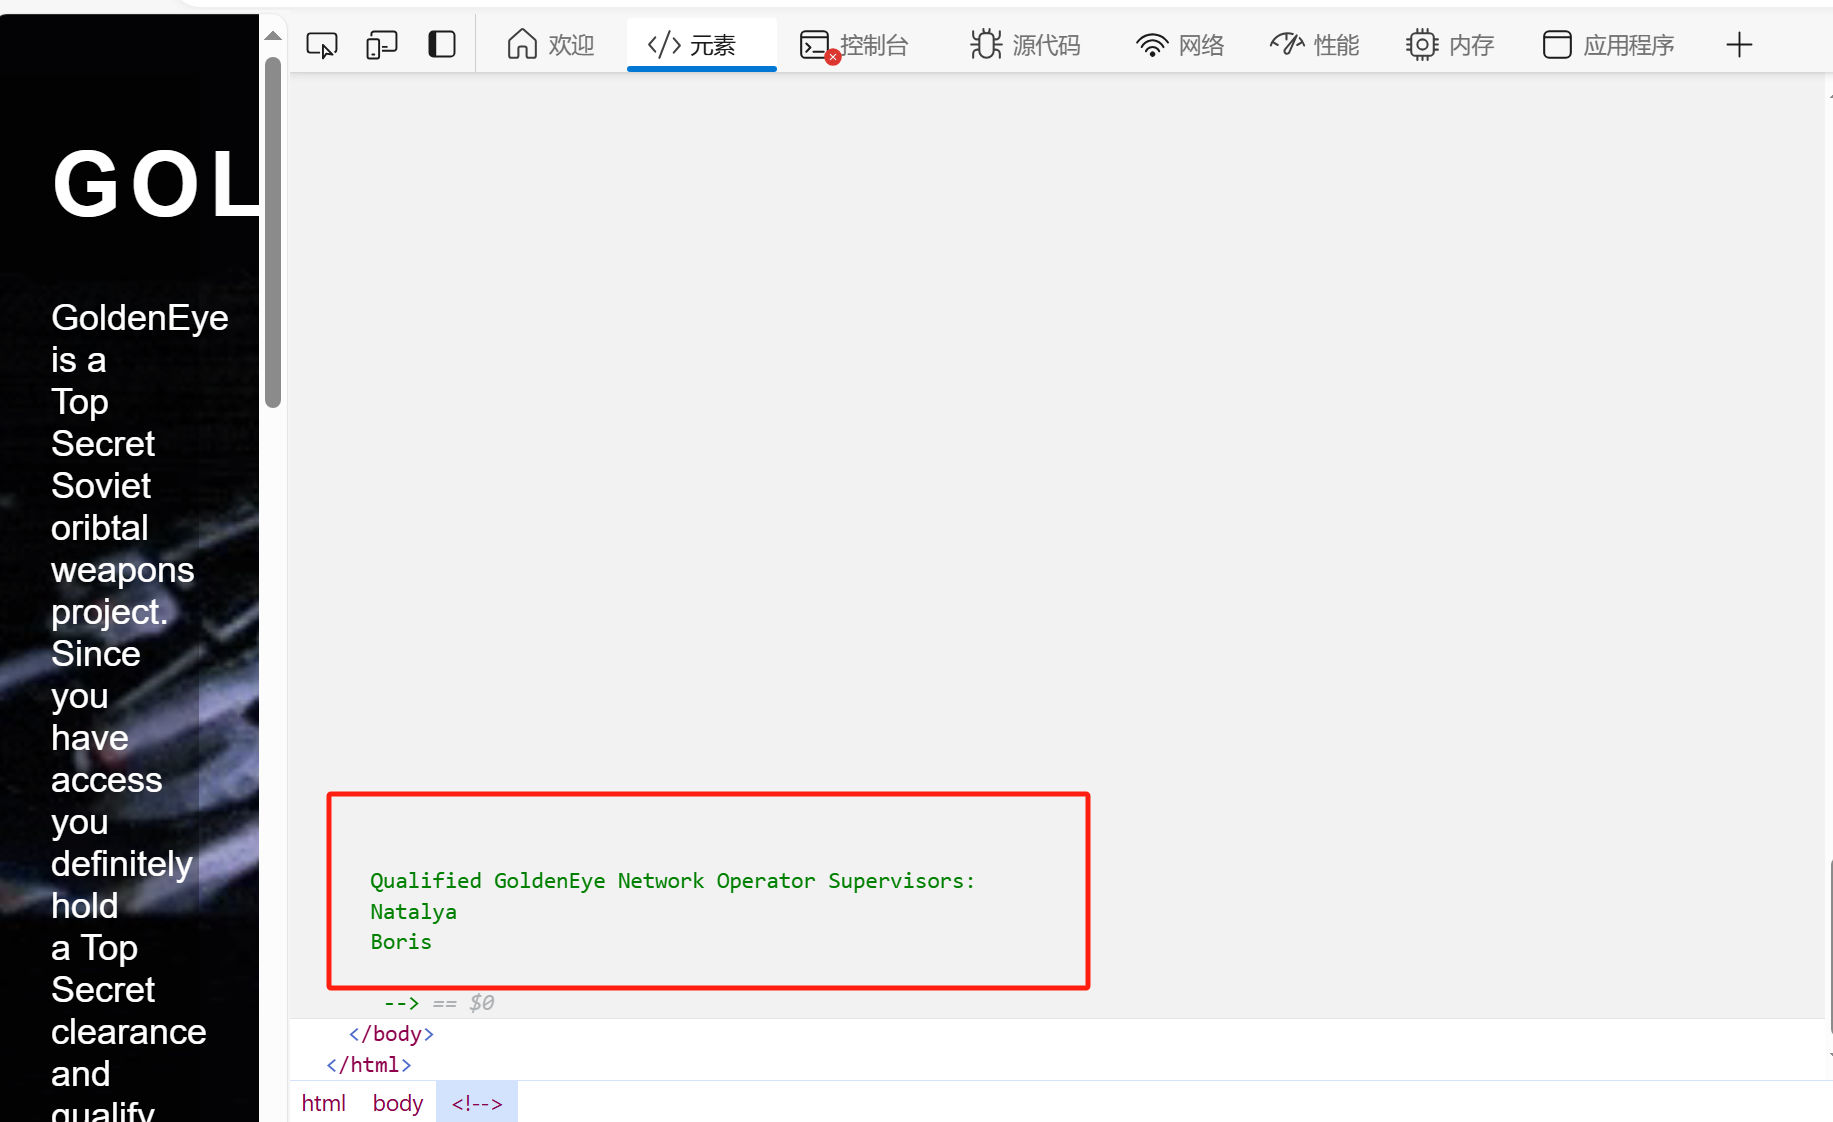 欢迎
</> 元素
控制台
源代码
网络
性能
内存
应用程序
GOL
GoldenEye
is a
Top
Secret
Soviet
oribtal
weapons
project.
Since
you
have
access
you
definitely
hold
a Top
Secret
clearance
and
qualify
Qualified GoldenEye Network Operator Supervisors:
Natalya
Boris
--> == $0
</body>
</html>
html body <!-->